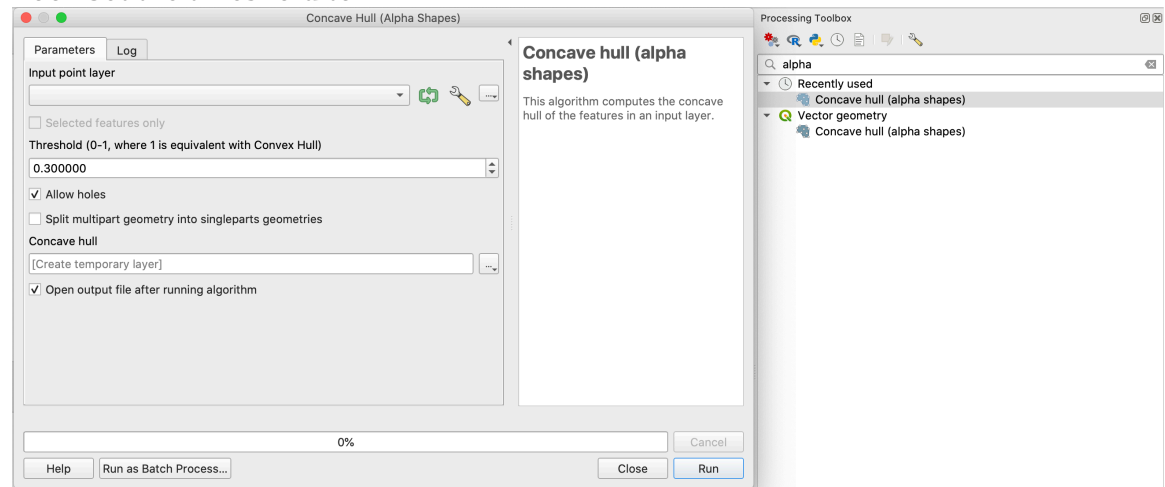 Concave Hull (Alpha Shapes)
Parameters
Log
Input point layer
Selected features only
Threshold (0-1, where 1 is equivalent with Convex Hull)
0.300000
Allow holes
Split multipart geometry into singleparts geometries
Concave hull
[Create temporary layer]
...
Open output file after running algorithm
Concave hull (alpha
shapes)
This algorithm computes the concave
hull of the features in an input layer.
0%
Cancel
Help
Run as Batch Process...
Close
Run
Processing Toolbox
alpha
Recently used
Concave hull (alpha shapes)
Vector geometry
Concave hull (alpha shapes)